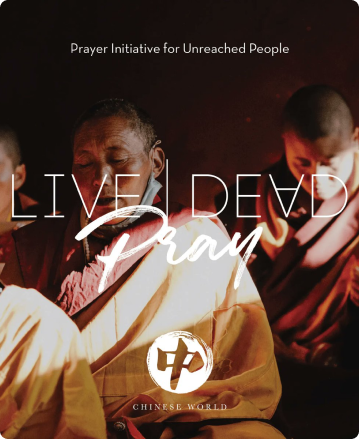 Prayer Initiative for Unreached People
LIVE | DEAD
Pray
中
CHINESE WORLD